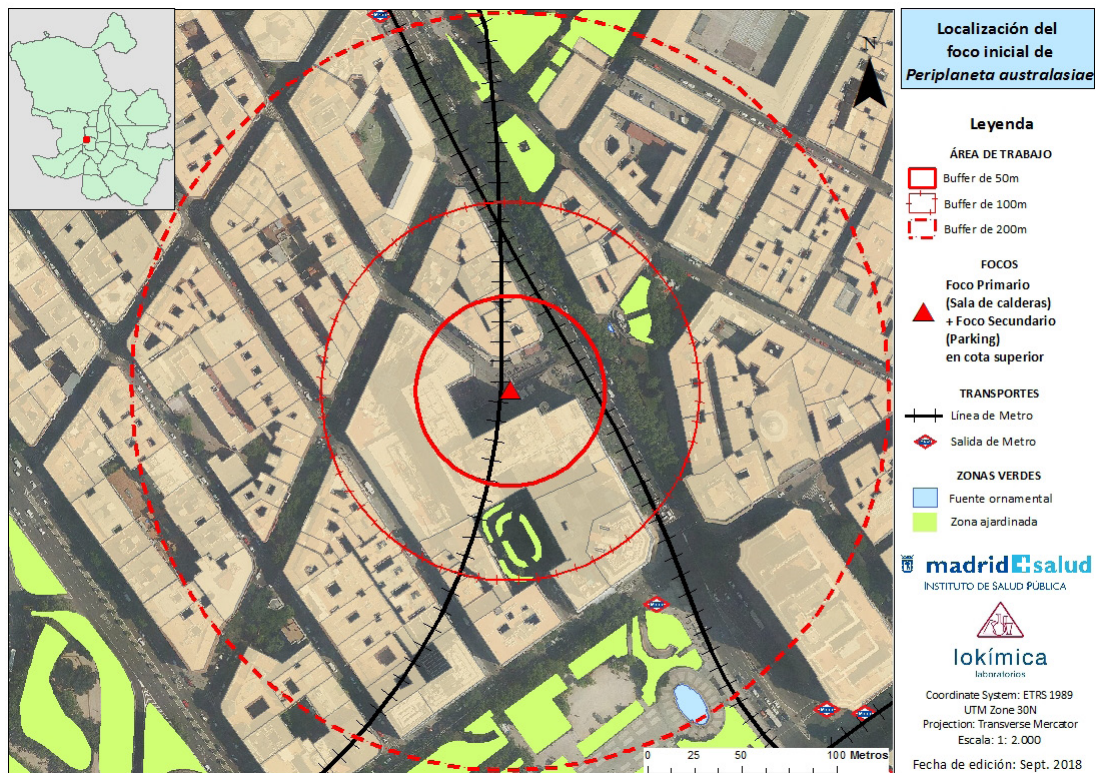 N
Localización del
foco inicial de
Periplaneta australasiae
Leyenda
ÁREA DE TRABAJO
Buffer de 50m
Buffer de 100m
Buffer de 200m
FOCOS
Foco Primario
(Sala de calderas)
+ Foco Secundario
(Parking)
en cota superior
TRANSPORTES
Línea de Metro
Salida de Metro
ZONAS VERDES
Fuente ornamental
Zona ajardinada
madrid salud
INSTITUTO DE SALUD PÚBLICA
lokímica
laboratorios
Coordinate System: ETRS 1989
UTM Zone 30N
Projection: Transverse Mercator
Escala: 1: 2.000
Fecha de edición: Sept. 2018
0 25 50 100 Metros